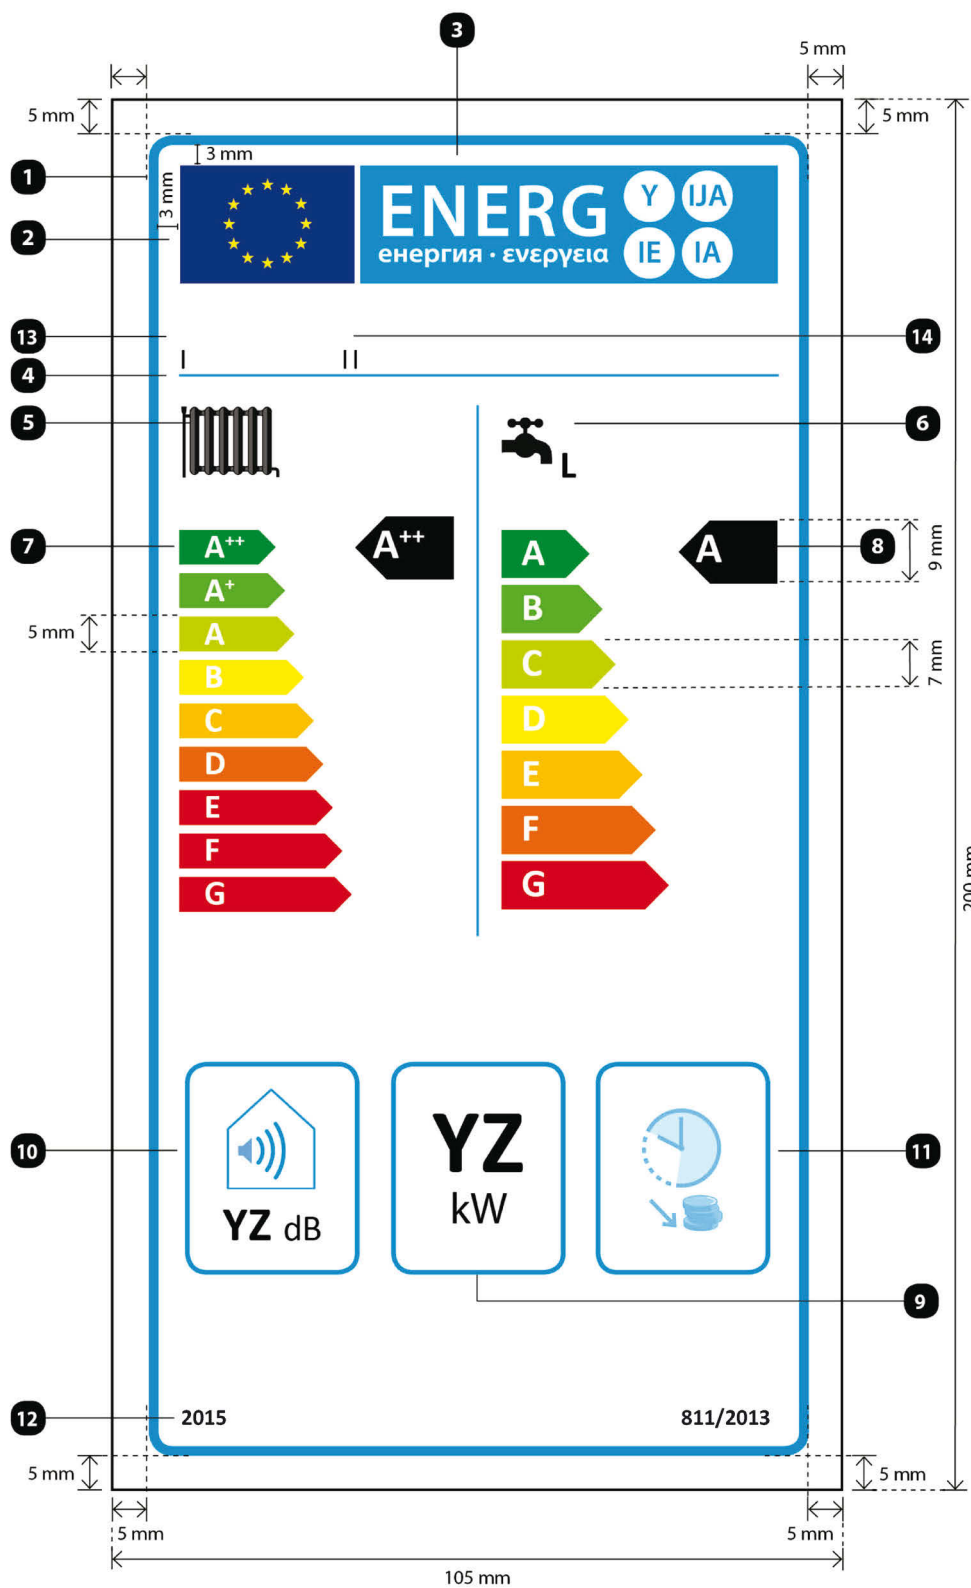 3
5 mm
5 mm
5 mm
3 mm
1
3 mm
2
ENERG
Y
IJA
енергия · ενεργεια
IE
IA
13
14
I
II
4
5
6
L
7
A++
A++
A
A
8
9 mm
A+
B
5 mm
A
C
7 mm
B
D
C
D
E
E
F
F
G
G
200 mm
10
YZ dB
YZ
kW
11
9
12
2015
811/2013
5 mm
5 mm
5 mm
5 mm
105 mm